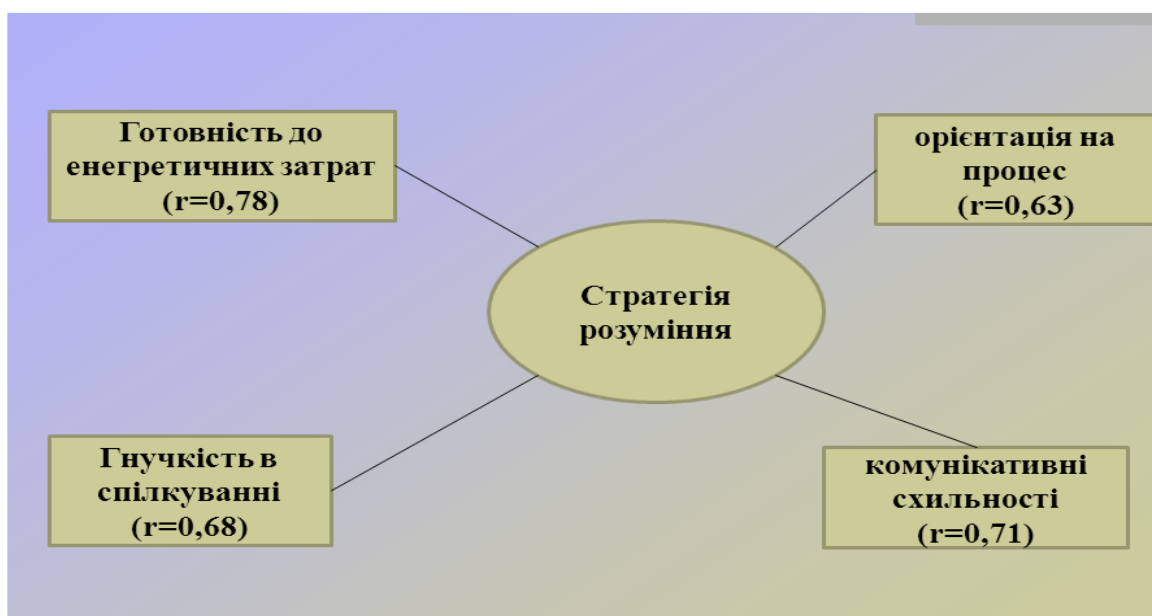 Готовність до
енегретичних затрат
(r=0,78)
орієнтація на
процес
(r=0,63)
Стратегія
розуміння
Гнучкість в
спілкуванні
(r=0,68)
комунікативні
схильності
(r=0,71)